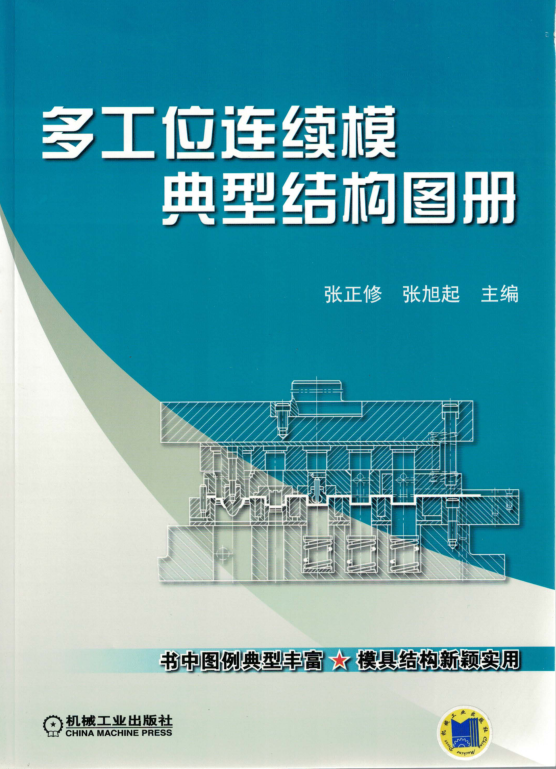 多工位连续模
典型结构图册
张正修 张旭起 主编
书中图例典型丰富★模具结构新颖实用
机械工业出版社
CHINA MACHINE PRESS